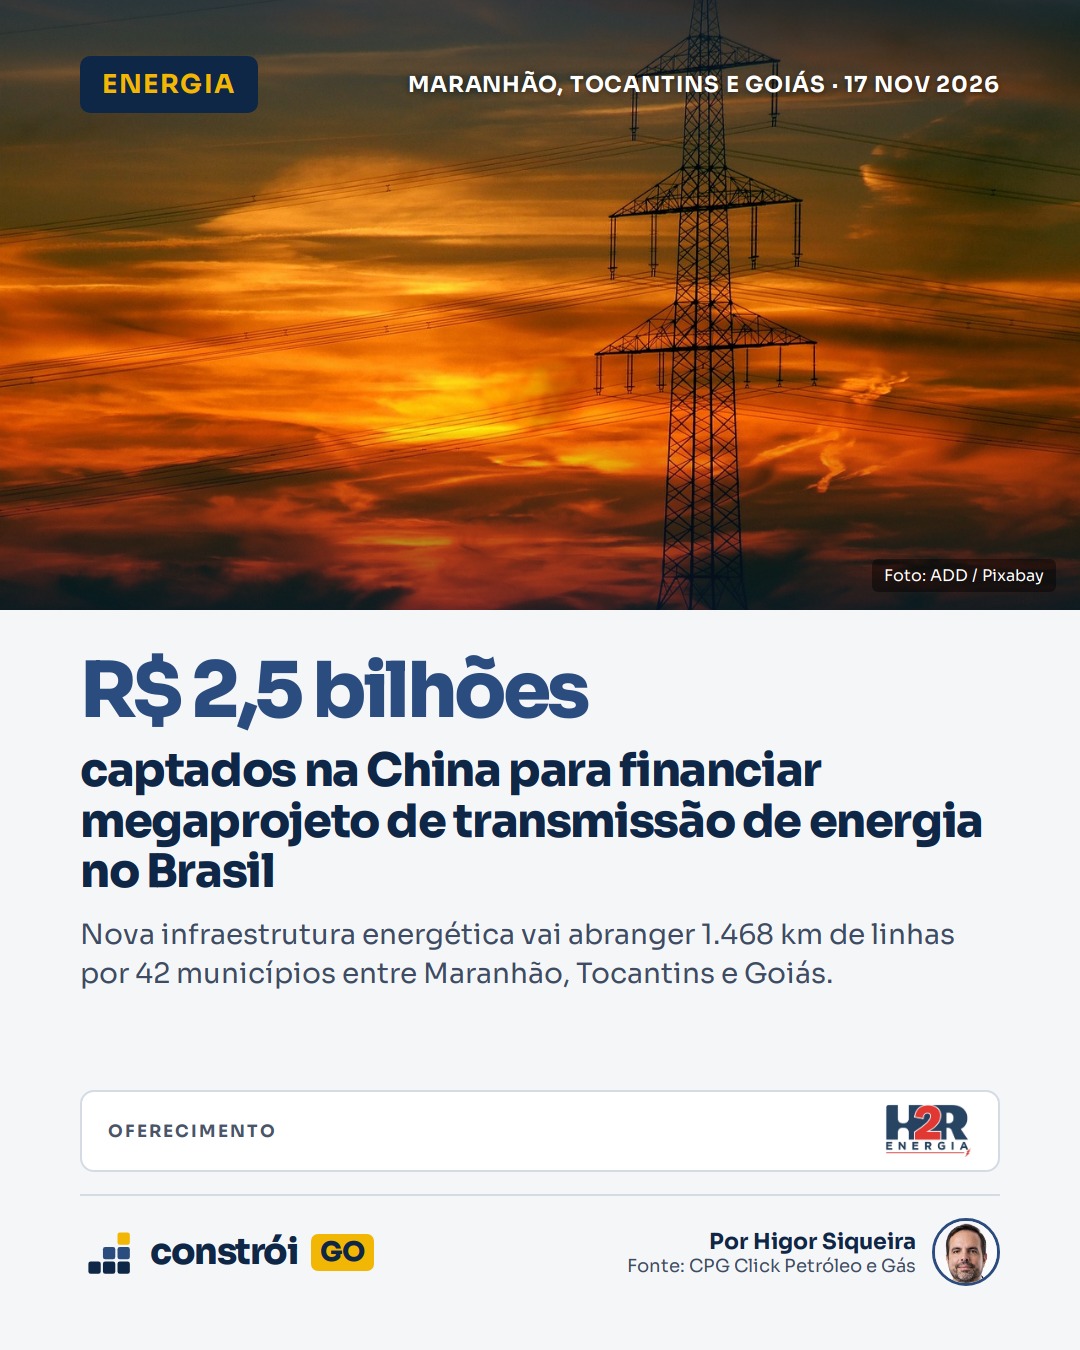 ENERGIA
MARANHÃO, TOCANTINS E GOIÁS · 17 NOV 2026
Foto: ADD / Pixabay
R$ 2,5 bilhões
captados na China para financiar
megaprojeto de transmissão de energia
no Brasil
Nova infraestrutura energética vai abranger 1.468 km de linhas
por 42 municípios entre Maranhão, Tocantins e Goiás.
OFERECIMENTO
H2R
ENERGIA
constrói GO
Por Higor Siqueira
Fonte: CPG Click Petróleo e Gás